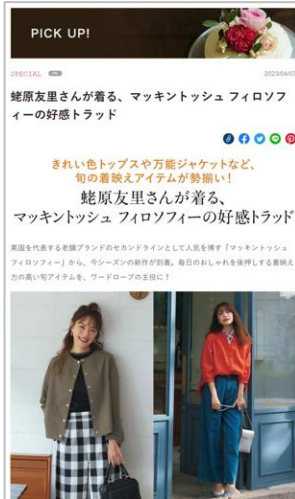 PICK UP!
SPECIAL
2023/04/07
蛯原友里さんが着る、マッキントッシュ フィロソフ
ィーの好感トラッド
きれい色トップスや万能ジャケットなど、
旬の着映えアイテムが勢揃い！
蛯原友里さんが着る、
マッキントッシュ フィロソフィーの好感トラッド
英国を代表する老舗ブランドのセカンドラインとして人気を博す「マッキントッシュ
フィロソフィー」から、今シーズンの新作が到着。毎日のおしゃれを後押しする着映え
力の高い旬アイテムを、ワードローブの主役に！